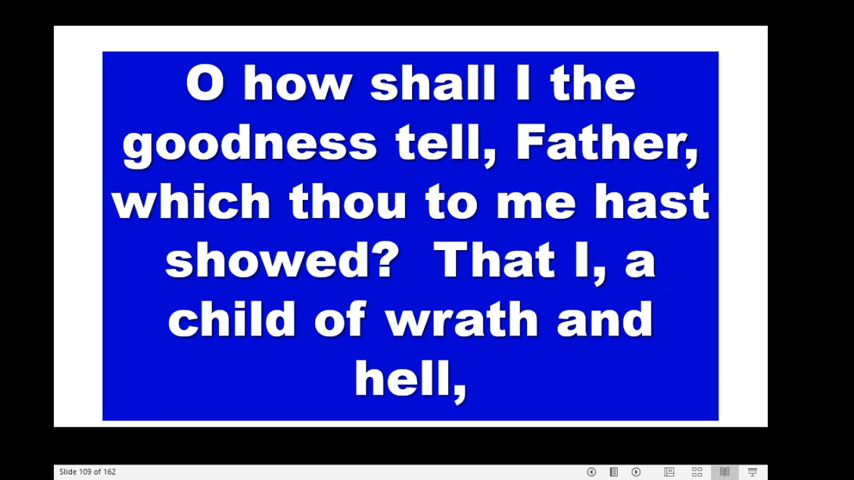 O how shall I the
goodness tell, Father,
which thou to me hast
showed?  That I, a
child of wrath and
hell,
Slide 109 of 162